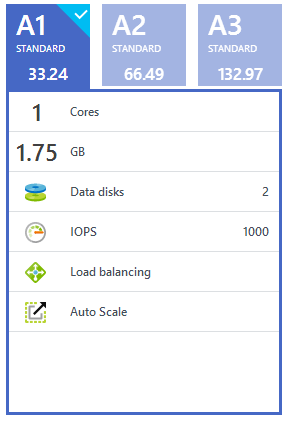 A1 A2 A3
STANDARD STANDARD STANDARD
33.24 66.49 132.97
1 Cores
1.75 GB
Data disks 2
IOPS 1000
Load balancing
Auto Scale